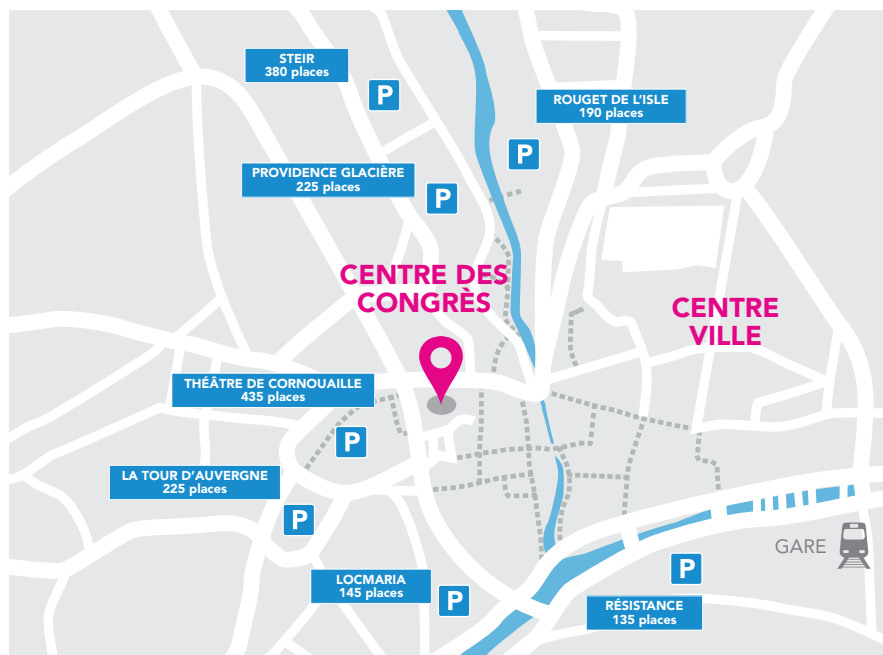 STEIR
380 places
P
ROUGET DE L'ISLE
190 places
P
PROVIDENCE GLACIÈRE
225 places
P
CENTRE DES
CONGRÈS
CENTRE
VILLE
THÉÂTRE DE CORNOUAILLE
435 places
P
LA TOUR D'AUVERGNE
225 places
P
GARE
LOCMARIA
145 places
P
P
RÉSISTANCE
135 places